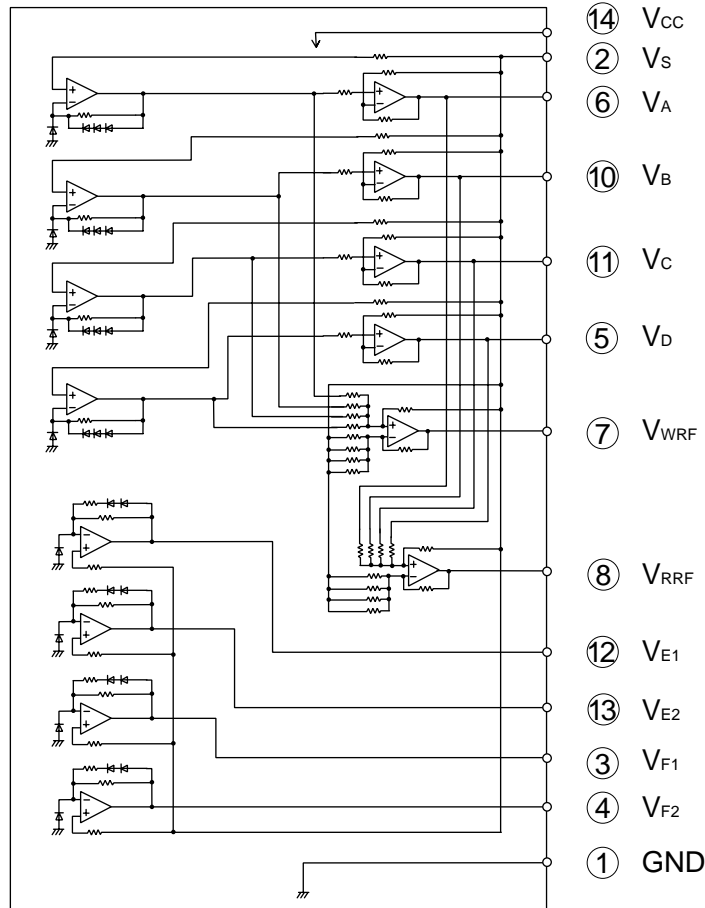 ⑭ VCC
② VS
⑥ VA
⑩ VB
⑪ VC
⑤ VD
⑦ VWRF
⑧ VRRF
⑫ VE1
⑬ VE2
③ VF1
④ VF2
① GND